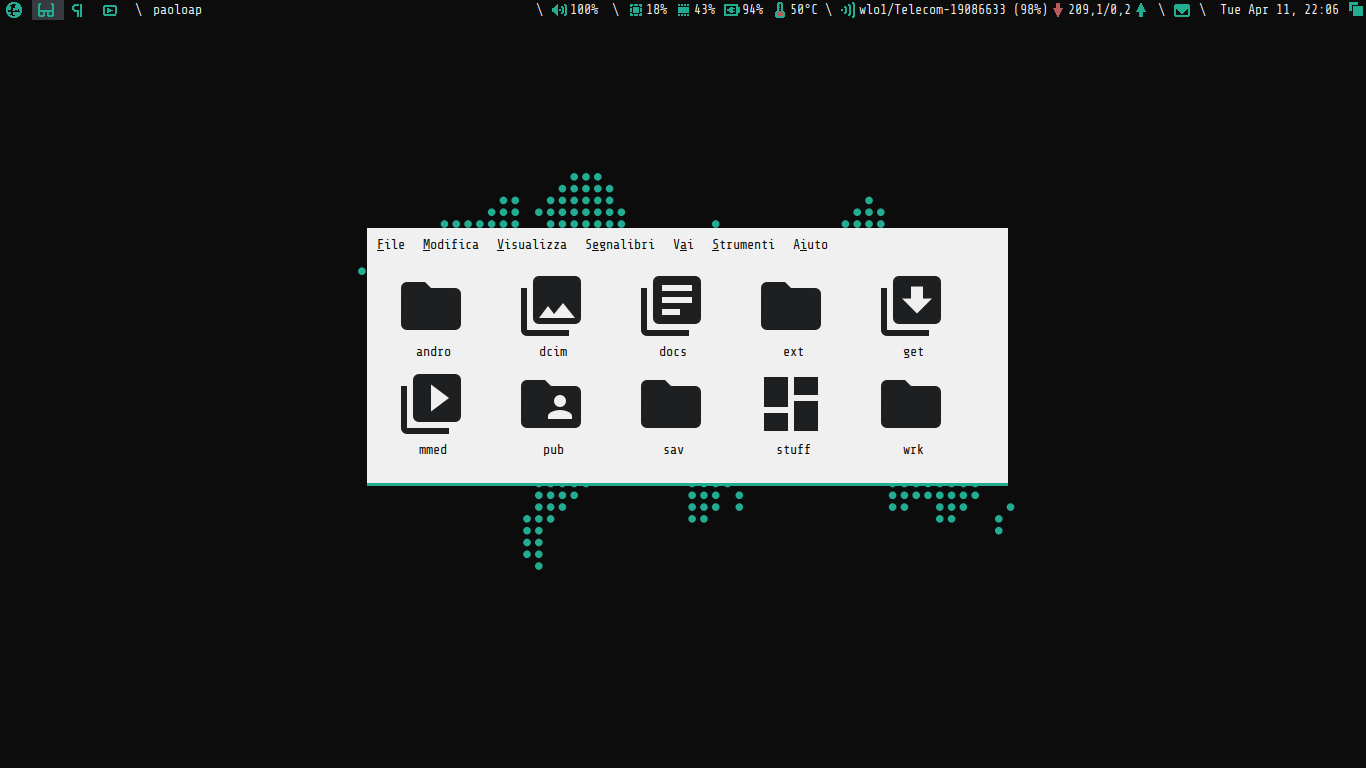 \ paoloap \ 100% \ 18% 43% 94% 50°C \ wlo1/Telecom-19086633 (98%) 209,1/0,2 \ \ Tue Apr 11, 22:06
File Modifica Visualizza Segnalibri Vai Strumenti Aiuto
andro dcim docs ext get
mmed pub sav stuff wrk